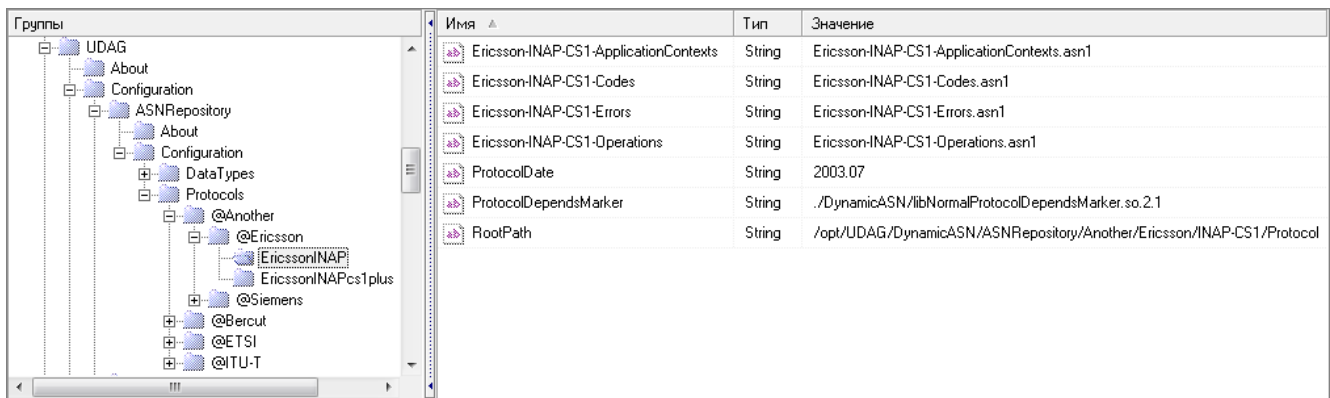 Группы
UDAG
About
Configuration
ASNRepository
About
Configuration
DataTypes
Protocols
@Another
@Ericsson
EricssonINAP
EricssonINAPcs1plus
@Siemens
@Bercut
@ETSI
@ITU-T
Имя Тип Значение
Ericsson-INAP-CS1-ApplicationContexts String Ericsson-INAP-CS1-ApplicationContexts.asn1
Ericsson-INAP-CS1-Codes String Ericsson-INAP-CS1-Codes.asn1
Ericsson-INAP-CS1-Errors String Ericsson-INAP-CS1-Errors.asn1
Ericsson-INAP-CS1-Operations String Ericsson-INAP-CS1-Operations.asn1
ProtocolDate String 2003.07
ProtocolDependsMarker String ./DynamicASN/libNormalProtocolDependsMarker.so.2.1
RootPath String /opt/UDAG/DynamicASN/ASNRepository/Another/Ericsson/INAP-CS1/Protocol